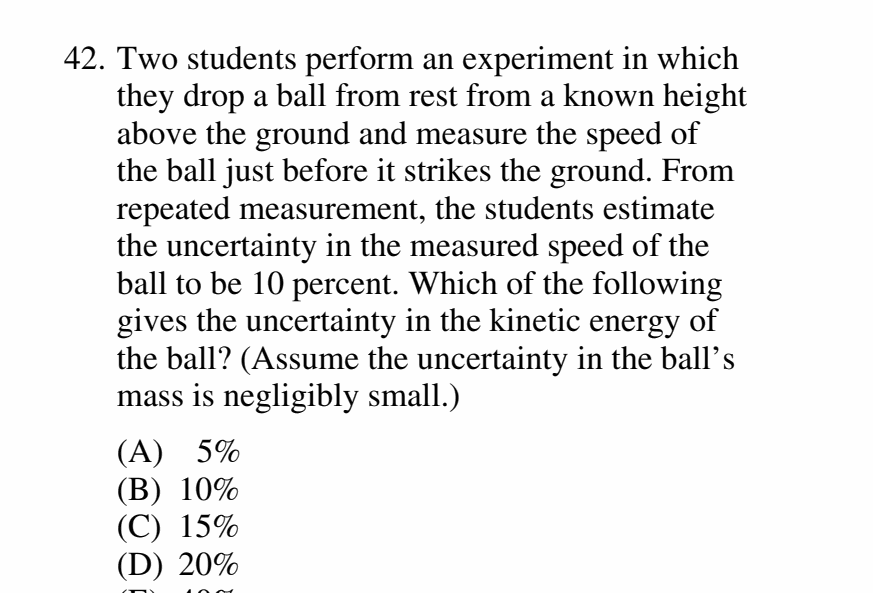 42. Two students perform an experiment in which
they drop a ball from rest from a known height
above the ground and measure the speed of
the ball just before it strikes the ground. From
repeated measurement, the students estimate
the uncertainty in the measured speed of the
ball to be 10 percent. Which of the following
gives the uncertainty in the kinetic energy of
the ball? (Assume the uncertainty in the ball’s
mass is negligibly small.)
(A) 5%
(B) 10%
(C) 15%
(D) 20%